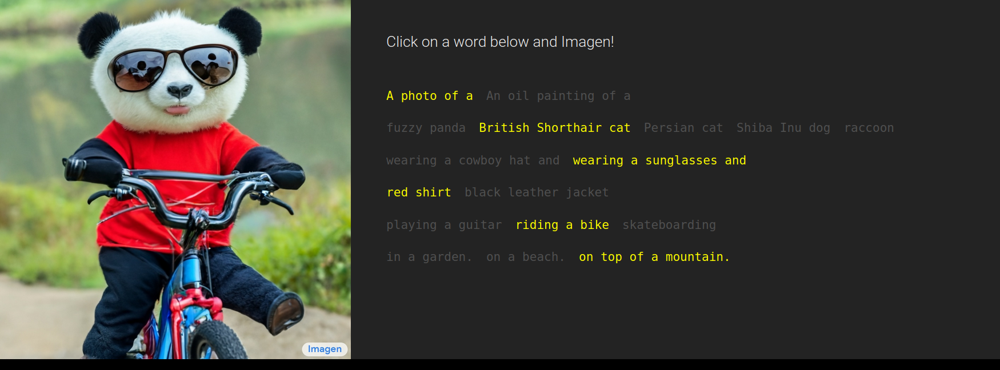 Click on a word below and Imagen!
A photo of a An oil painting of a
fuzzy panda British Shorthair cat Persian cat Shiba Inu dog raccoon
wearing a cowboy hat and wearing a sunglasses and
red shirt black leather jacket
playing a guitar riding a bike skateboarding
in a garden. on a beach. on top of a mountain.
Imagen